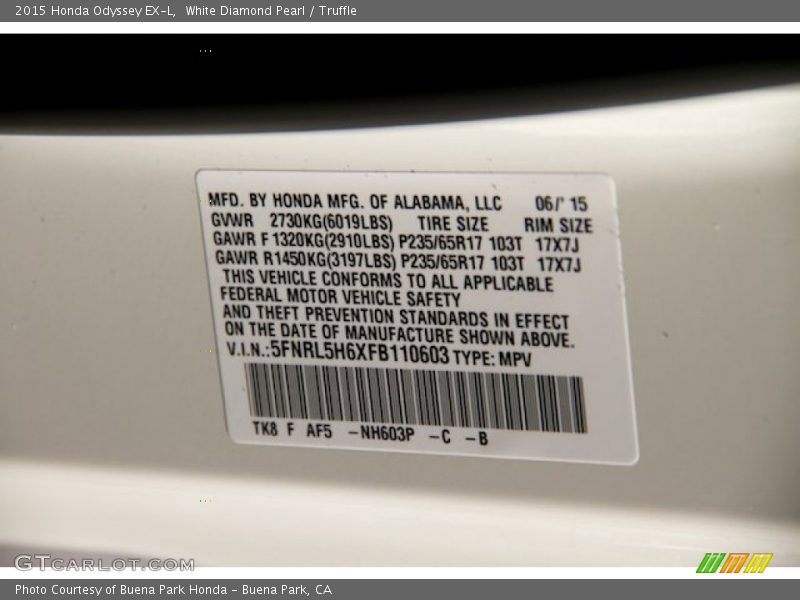 2015 Honda Odyssey EX-L,  White Diamond Pearl / Truffle
MFD. BY HONDA MFG. OF ALABAMA, LLC 06/' 15
GVWR 2730KG(6019LBS) TIRE SIZE RIM SIZE
GAWR F 1320KG(2910LBS) P235/65R17 103T 17X7J
GAWR R1450KG(3197LBS) P235/65R17 103T 17X7J
THIS VEHICLE CONFORMS TO ALL APPLICABLE
FEDERAL MOTOR VEHICLE SAFETY
AND THEFT PREVENTION STANDARDS IN EFFECT
ON THE DATE OF MANUFACTURE SHOWN ABOVE.
V.I.N.:5FNRL5H6XFB110603 TYPE: MPV
TK8 F AF5 -NH603P -C -B
GTCARLOT.COM
Photo Courtesy of Buena Park Honda - Buena Park, CA